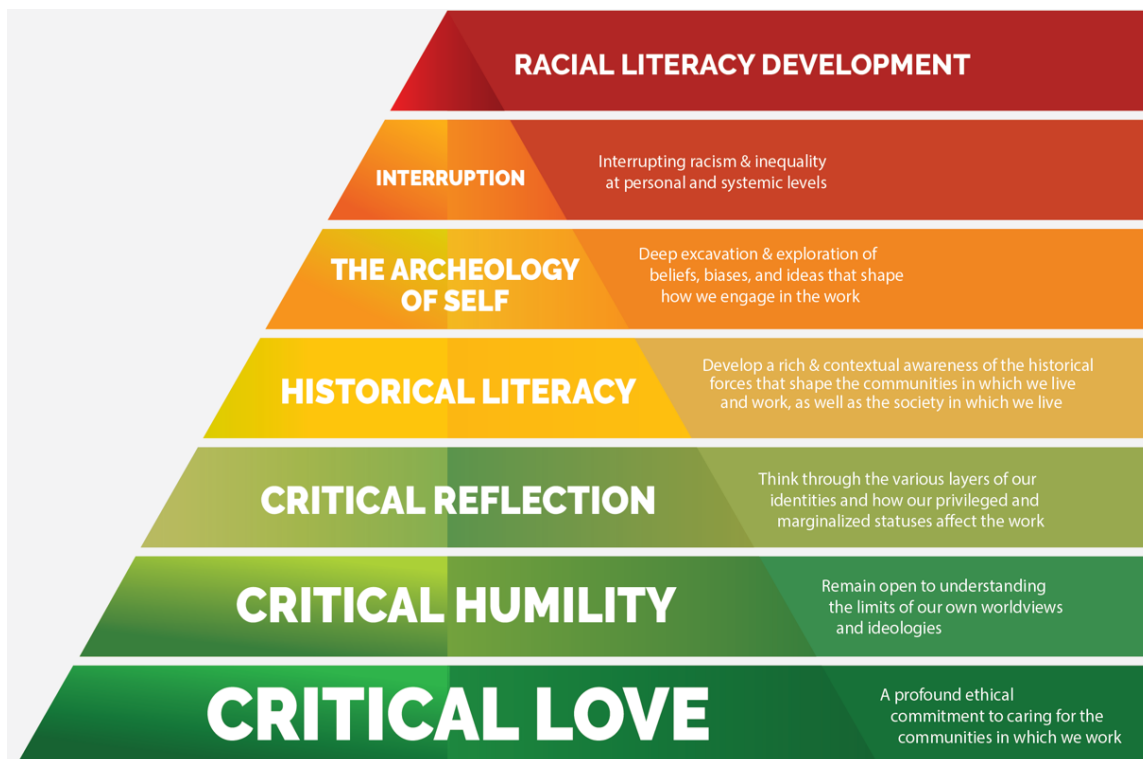 RACIAL LITERACY DEVELOPMENT
INTERRUPTION
Interrupting racism & inequality
at personal and systemic levels
THE ARCHEOLOGY
OF SELF
Deep excavation & exploration of
beliefs, biases, and ideas that shape
how we engage in the work
HISTORICAL LITERACY
Develop a rich & contextual awareness of the historical
forces that shape the communities in which we live
and work, as well as the society in which we live
CRITICAL REFLECTION
Think through the various layers of our
identities and how our privileged and
marginalized statuses affect the work
CRITICAL HUMILITY
Remain open to understanding
the limits of our own worldviews
and ideologies
CRITICAL LOVE
A profound ethical
commitment to caring for the
communities in which we work